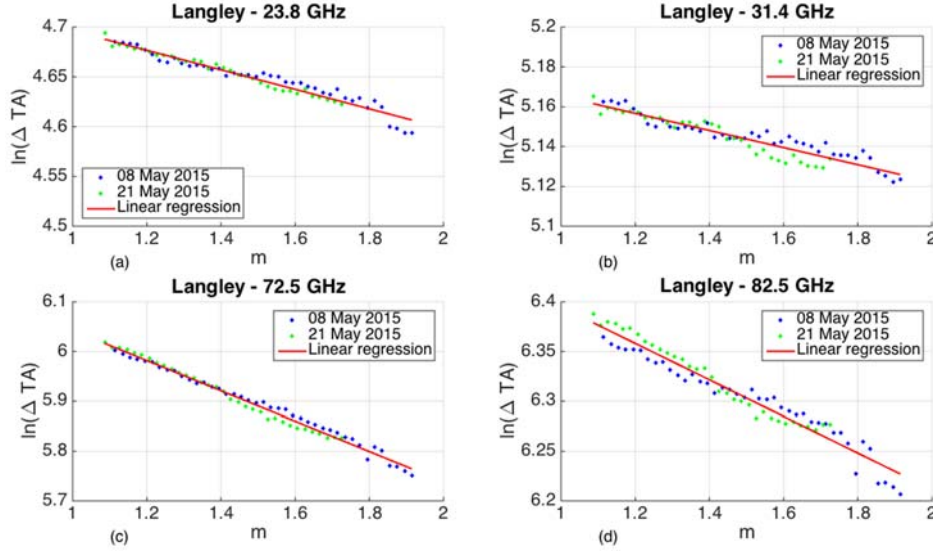 Langley - 23.8 GHz
4.7
4.65
4.6
4.55
4.5
ln(Δ TA)
08 May 2015
21 May 2015
Linear regression
1 1.2 1.4 1.6 1.8 2
(a)
m
Langley - 31.4 GHz
5.2
5.18
5.16
5.14
5.12
5.1
ln(Δ TA)
08 May 2015
21 May 2015
Linear regression
1 1.2 1.4 1.6 1.8 2
(b)
m
Langley - 72.5 GHz
6.1
6
5.9
5.8
5.7
ln(Δ TA)
08 May 2015
21 May 2015
Linear regression
1 1.2 1.4 1.6 1.8 2
(c)
m
Langley - 82.5 GHz
6.4
6.35
6.3
6.25
6.2
ln(Δ TA)
08 May 2015
21 May 2015
Linear regression
1 1.2 1.4 1.6 1.8 2
(d)
m